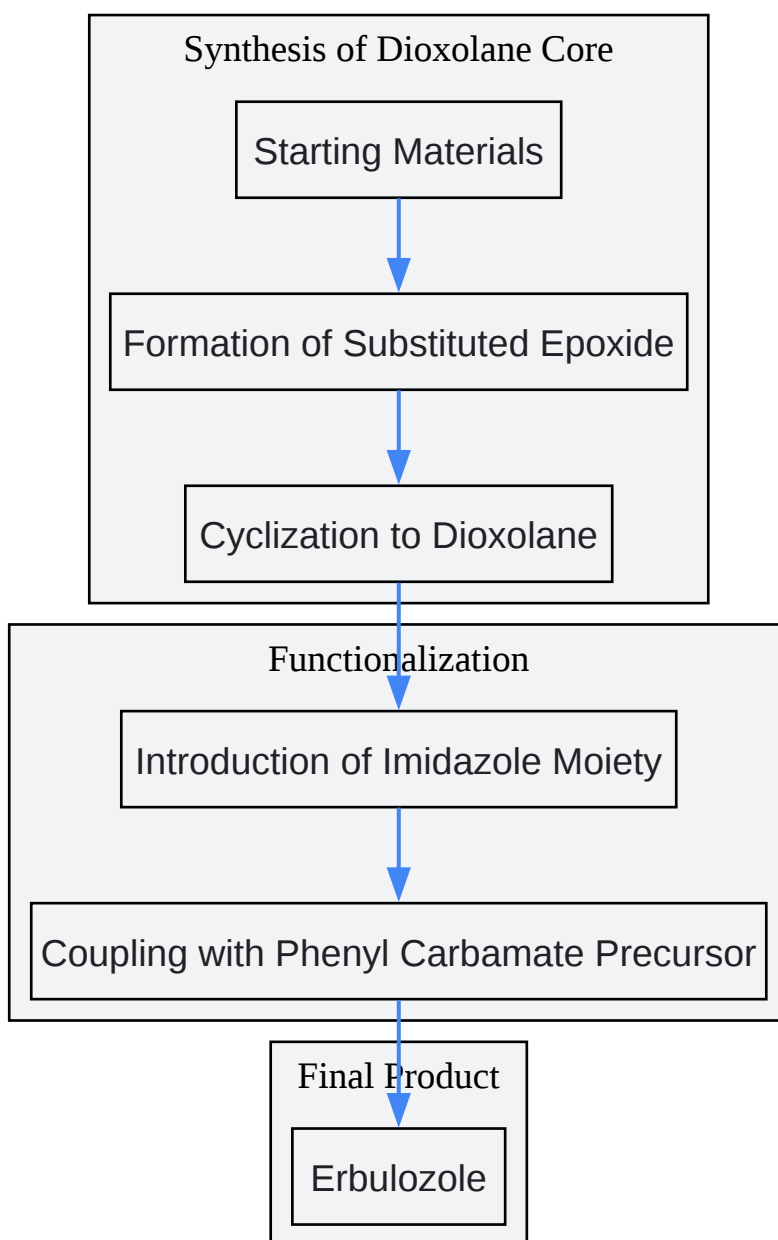 Synthesis of Dioxolane Core
Starting Materials
Formation of Substituted Epoxide
Cyclization to Dioxolane
Functionalization
Introduction of Imidazole Moiety
Coupling with Phenyl Carbamate Precursor
Final Product
Erbulozole